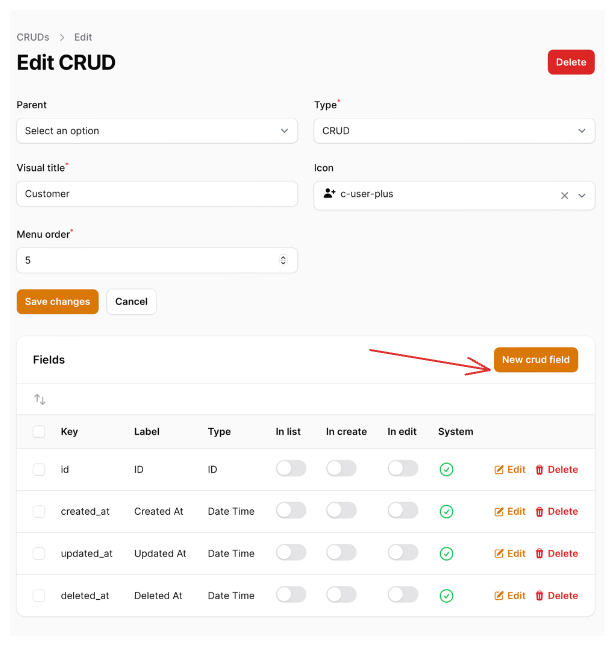 CRUDs > Edit
Edit CRUD
Delete
Parent
Type*
Select an option
CRUD
Visual title*
Icon
Customer
c-user-plus
Menu order*
5
Save changes Cancel
Fields
New crud field
Key Label Type In list In create In edit System
id ID ID Edit Delete
created_at Created At Date Time Edit Delete
updated_at Updated At Date Time Edit Delete
deleted_at Deleted At Date Time Edit Delete